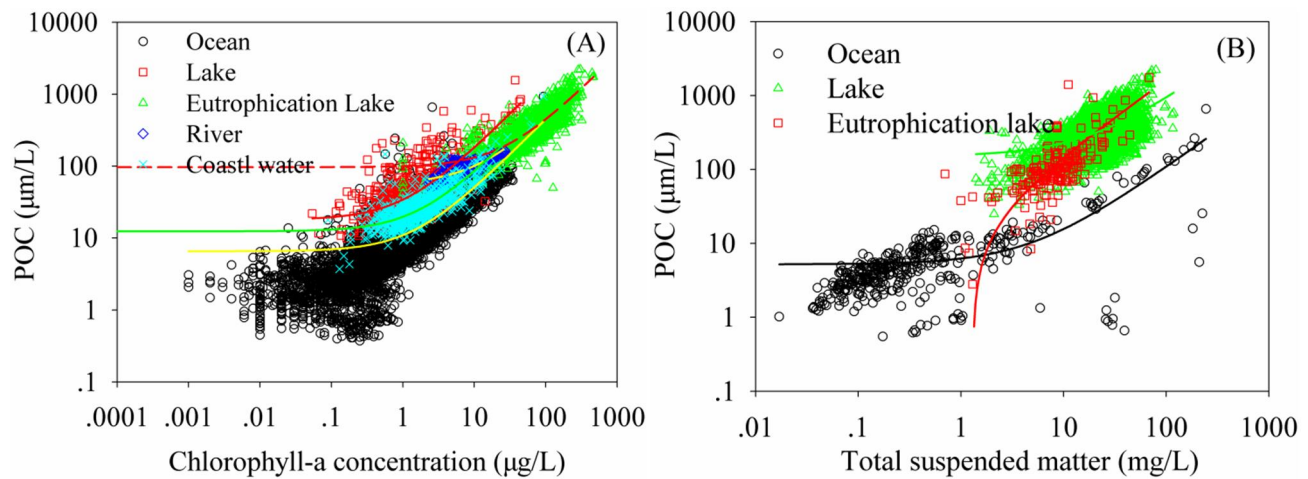 (A)
10000
1000
100
10
1
.1
POC (μm/L)
Ocean
Lake
Eutrophication Lake
River
Coastl water
.0001 .001 .01 .1 1 10 100 1000
Chlorophyll-a concentration (μg/L)
(B)
10000
1000
100
10
1
.1
POC (μm/L)
Ocean
Lake
Eutrophication lake
.01 .1 1 10 100 1000
Total suspended matter (mg/L)